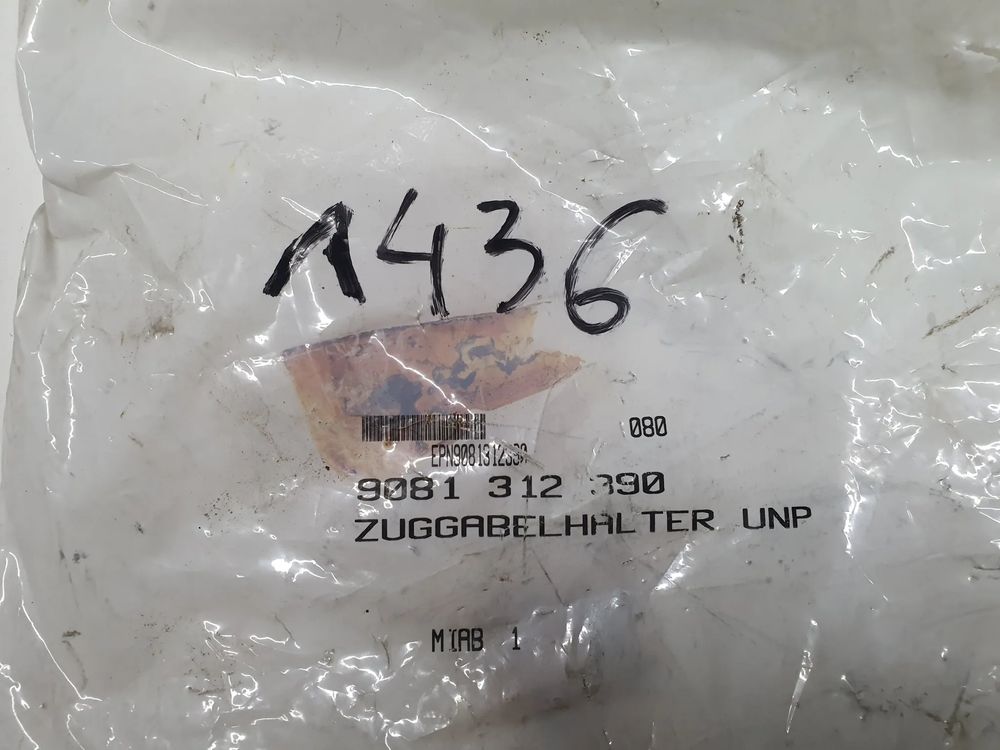 1436
080
EPN9081312390
9081 312 390
ZUGGABELHALTER UNP
MIAB 1